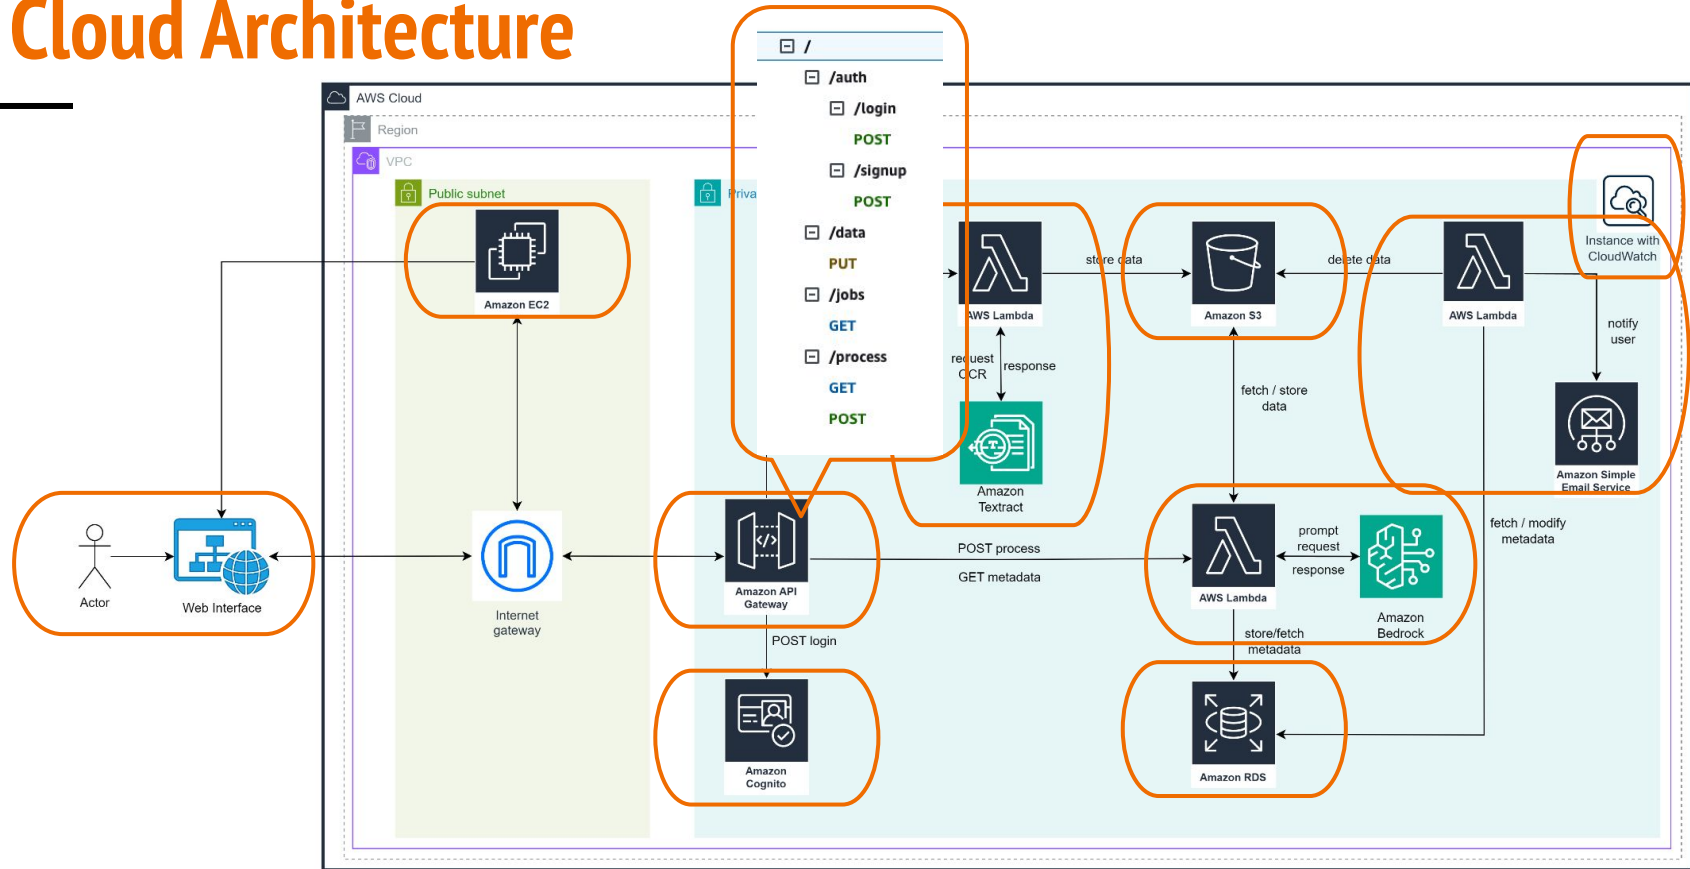 Cloud Architecture
AWS Cloud
Region
VPC
Public subnet
Priva
/
/auth
/login
POST
/signup
POST
/data
PUT
/jobs
GET
/process
GET
POST
Instance with
CloudWatch
Amazon EC2
AWS Lambda
store data
Amazon S3
delete data
AWS Lambda
notify
user
request
OCR
response
fetch / store
data
Amazon
Textract
Amazon Simple
Email Service
Actor
Web Interface
Internet
gateway
Amazon API
Gateway
POST process
GET metadata
AWS Lambda
prompt
request
response
Amazon
Bedrock
fetch / modify
metadata
POST login
store/fetch
metadata
Amazon
Cognito
Amazon RDS